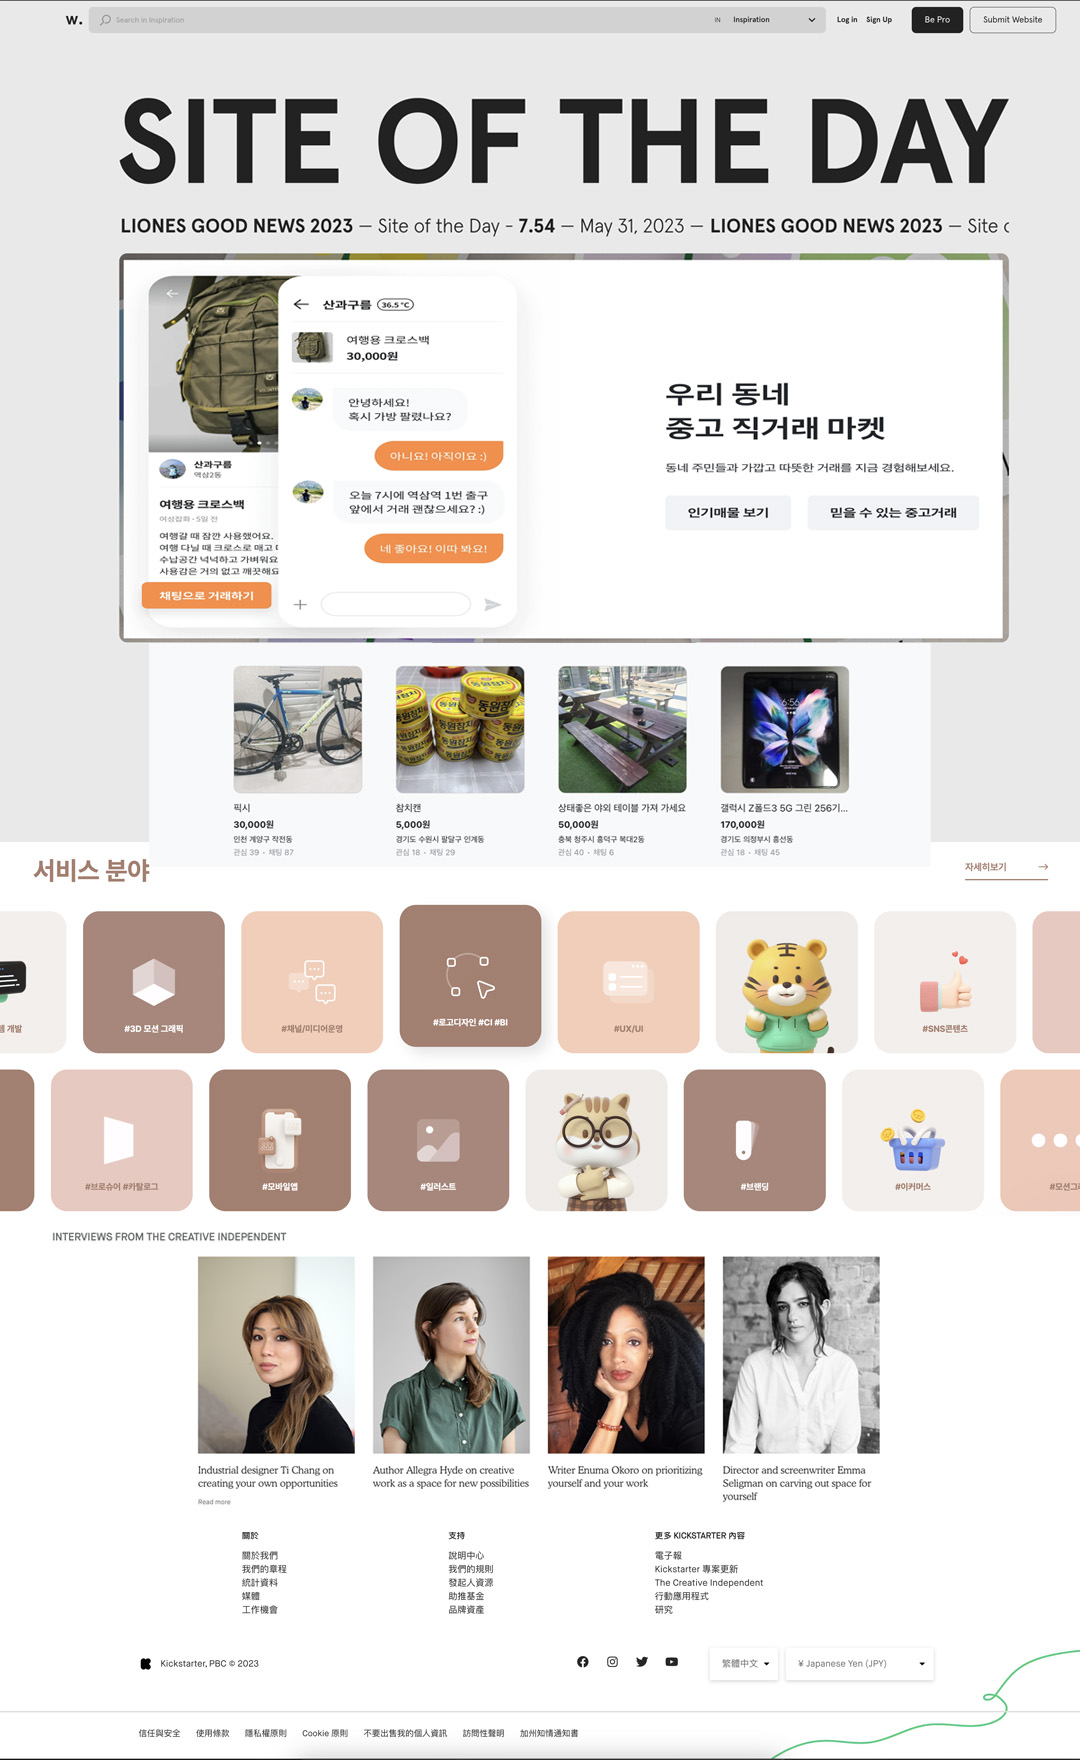 W.
Search in Inspiration
IN
Inspiration
Log in
Sign Up
Be Pro
Submit Website
SITE OF THE DAY
LIONES GOOD NEWS 2023 — Site of the Day - 7.54 — May 31, 2023 — LIONES GOOD NEWS 2023 — Site
산과구름 36.5°C
여행용 크로스백
30,000원
안녕하세요!
혹시 가방 팔렸나요?
아니요! 아직이요 :)
오늘 7시에 역삼역 1번 출구
앞에서 거래 괜찮으세요? :)
네 좋아요! 이따 봐요!
산과구름
역삼2동
여행용 크로스백
여성잡화 · 5일 전
여행갈 때 잠깐 사용했어요.
여행 다닐 때 크로스로 매고 다
수납공간 넉넉하고 가벼워요
사용감은 거의 없고 깨끗해요
채팅으로 거래하기
우리 동네
중고 직거래 마켓
동네 주민들과 가깝고 따뜻한 거래를 지금 경험해보세요.
인기매물 보기
믿을 수 있는 중고거래
동원참치
6:56
픽시
30,000원
인천 계양구 작전동
관심 39 · 채팅 87
참치캔
5,000원
경기도 수원시 팔달구 인계동
관심 18 · 채팅 29
상태좋은 야외 테이블 가져 가세요
50,000원
충북 청주시 흥덕구 복대2동
관심 40 · 채팅 6
갤럭시 Z폴드3 5G 그린 256기...
170,000원
경기도 의정부시 흥선동
관심 18 · 채팅 45
서비스 분야
자세히보기
템 개발
#3D 모션 그래픽
#채널/미디어운영
#로고디자인 #CI #BI
#UX/UI
#SNS콘텐츠
#브로슈어 #카탈로그
#모바일앱
#일러스트
#브랜딩
#이커머스
#모션그래
INTERVIEWS FROM THE CREATIVE INDEPENDENT
Industrial designer Ti Chang on
creating your own opportunities
Read more
Author Allegra Hyde on creative
work as a space for new possibilities
Writer Enuma Okoro on prioritizing
yourself and your work
Director and screenwriter Emma
Seligman on carving out space for
yourself
關於
關於我們
我們的章程
統計資料
媒體
工作機會
支持
說明中心
我們的規則
發起人資源
助推基金
品牌資產
更多 KICKSTARTER 內容
電子報
Kickstarter 專案更新
The Creative Independent
行動應用程式
研究
Kickstarter, PBC © 2023
繁體中文
¥ Japanese Yen (JPY)
信任與安全
使用條款
隱私權原則
Cookie 原則
不要出售我的個人資訊
訪問性聲明
加州知情通知書